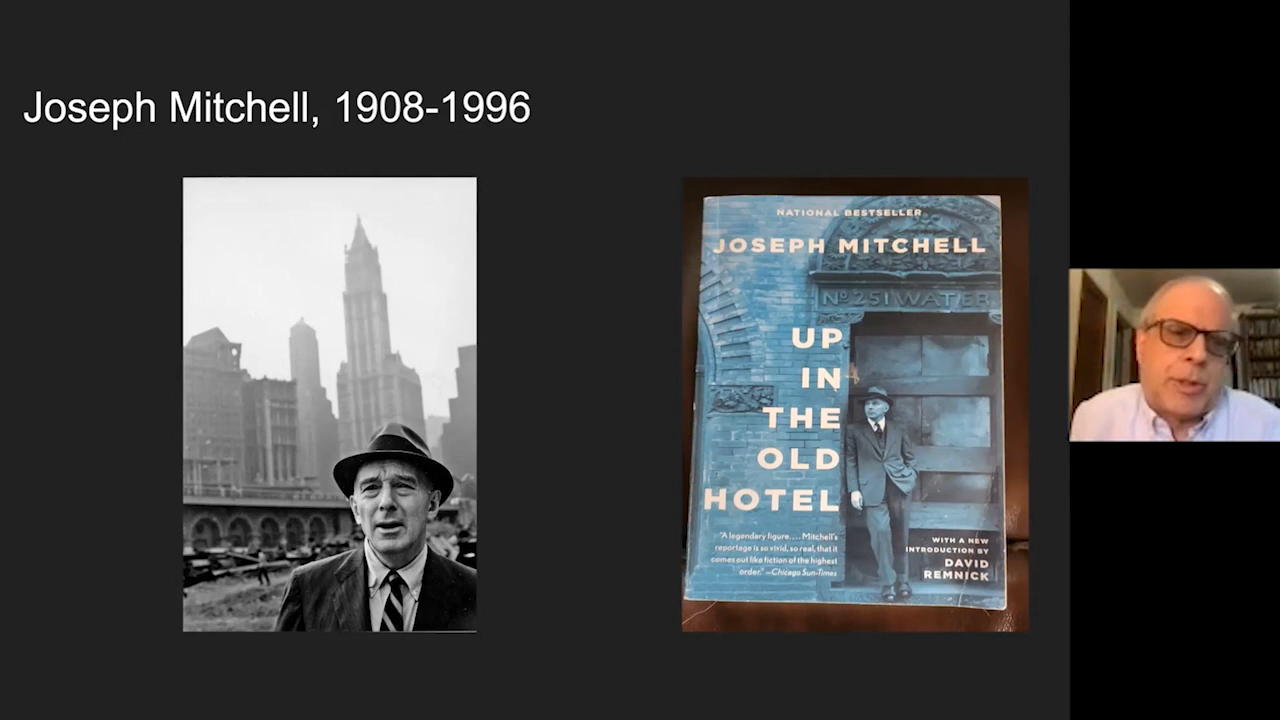 Joseph Mitchell, 1908-1996
NATIONAL BESTSELLER
JOSEPH MITCHELL
Nº 251 WATER
UP
IN
THE
OLD
HOTEL
"A legendary figure.... Mitchell's
reportage is so vivid, so real, that it
comes out like fiction of the highest
order." —Chicago Sun-Times
WITH A NEW
INTRODUCTION BY
DAVID
REMNICK